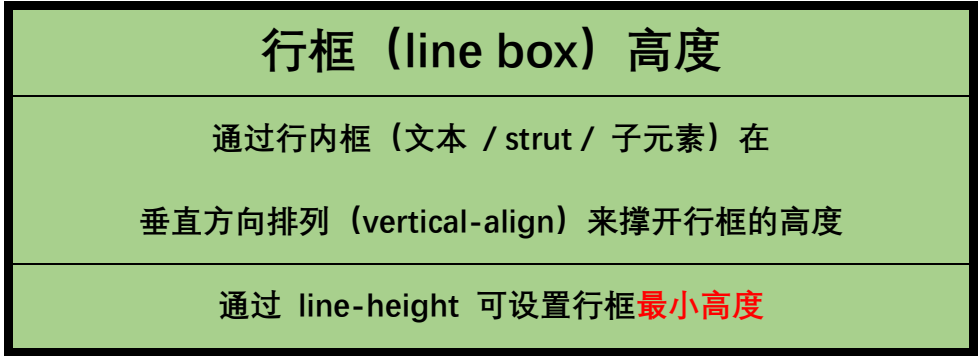 行框（line box）高度
通过行内框（文本 / strut / 子元素）在
垂直方向排列（vertical-align）来撑开行框的高度
通过 line-height 可设置行框最小高度